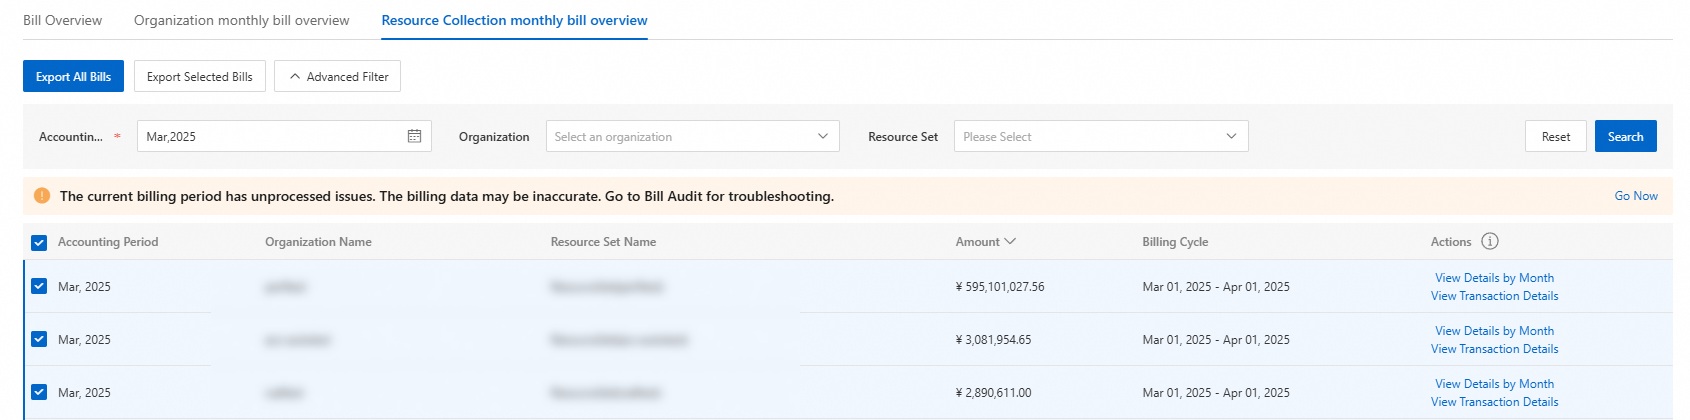 Bill Overview Organization monthly bill overview Resource Collection monthly bill overview
Export All Bills Export Selected Bills Advanced Filter
Accountin... * Mar,2025 Organization Select an organization Resource Set Please Select Reset Search
The current billing period has unprocessed issues. The billing data may be inaccurate. Go to Bill Audit for troubleshooting. Go Now
Accounting Period Organization Name Resource Set Name Amount Billing Cycle Actions
Mar, 2025 ¥ 595,101,027.56 Mar 01, 2025 - Apr 01, 2025 View Details by Month
View Transaction Details
Mar, 2025 ¥ 3,081,954.65 Mar 01, 2025 - Apr 01, 2025 View Details by Month
View Transaction Details
Mar, 2025 ¥ 2,890,611.00 Mar 01, 2025 - Apr 01, 2025 View Details by Month
View Transaction Details